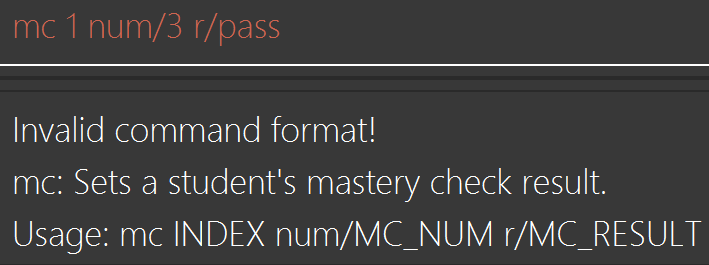 mc 1 num/3 r/pass
Invalid command format!
mc: Sets a student's mastery check result.
Usage: mc INDEX num/MC_NUM r/MC_RESULT